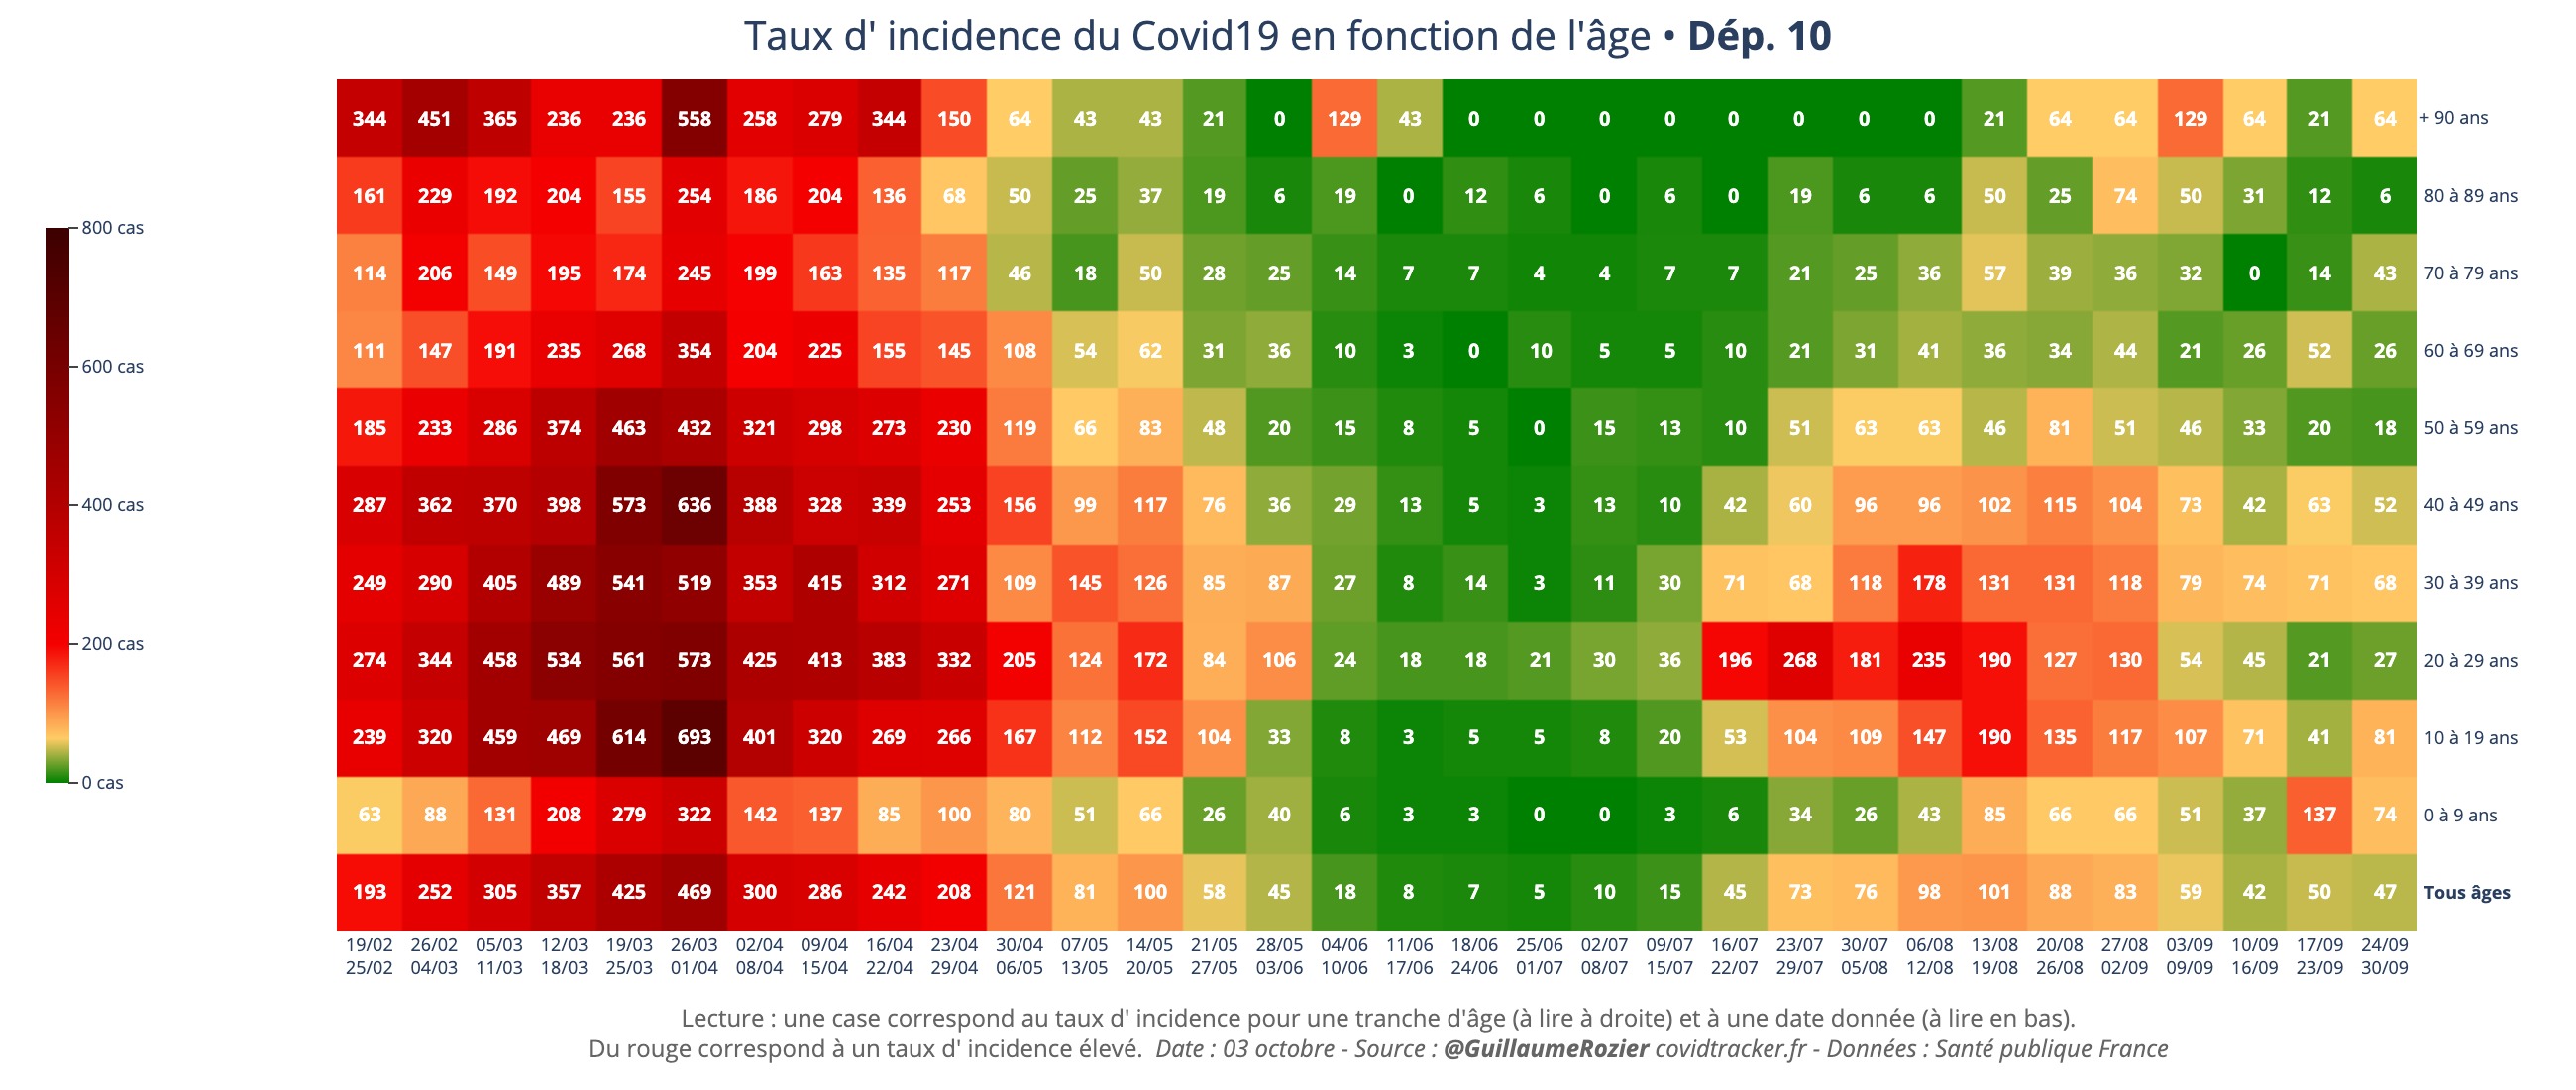 Taux d' incidence du Covid19 en fonction de l'âge • Dép. 10
344 451 365 236 236 558 258 279 344 150 64 43 43 21 0 129 43 0 0 0 0 0 0 0 0 21 64 64 129 64 21 64 + 90 ans
161 229 192 204 155 254 186 204 136 68 50 25 37 19 6 19 0 12 6 0 6 0 19 6 6 50 25 74 50 31 12 6 80 à 89 ans
800 cas
114 206 149 195 174 245 199 163 135 117 46 18 50 28 25 14 7 7 4 4 7 7 21 25 36 57 39 36 32 0 14 43 70 à 79 ans
111 147 191 235 268 354 204 225 155 145 108 54 62 31 36 10 3 0 10 5 5 10 21 31 41 36 34 44 21 26 52 26 60 à 69 ans
600 cas
185 233 286 374 463 432 321 298 273 230 119 66 83 48 20 15 8 5 0 15 13 10 51 63 63 46 81 51 46 33 20 18 50 à 59 ans
400 cas
287 362 370 398 573 636 388 328 339 253 156 99 117 76 36 29 13 5 3 13 10 42 60 96 96 102 115 104 73 42 63 52 40 à 49 ans
249 290 405 489 541 519 353 415 312 271 109 145 126 85 87 27 8 14 3 11 30 71 68 118 178 131 131 118 79 74 71 68 30 à 39 ans
200 cas
274 344 458 534 561 573 425 413 383 332 205 124 172 84 106 24 18 18 21 30 36 196 268 181 235 190 127 130 54 45 21 27 20 à 29 ans
239 320 459 469 614 693 401 320 269 266 167 112 152 104 33 8 3 5 5 8 20 53 104 109 147 190 135 117 107 71 41 81 10 à 19 ans
0 cas
63 88 131 208 279 322 142 137 85 100 80 51 66 26 40 6 3 3 0 0 3 6 34 26 43 85 66 66 51 37 137 74 0 à 9 ans
193 252 305 357 425 469 300 286 242 208 121 81 100 58 45 18 8 7 5 10 15 45 73 76 98 101 88 83 59 42 50 47 Tous âges
19/02 26/02 05/03 12/03 19/03 26/03 02/04 09/04 16/04 23/04 30/04 07/05 14/05 21/05 28/05 04/06 11/06 18/06 25/06 02/07 09/07 16/07 23/07 30/07 06/08 13/08 20/08 27/08 03/09 10/09 17/09 24/09
25/02 04/03 11/03 18/03 25/03 01/04 08/04 15/04 22/04 29/04 06/05 13/05 20/05 27/05 03/06 10/06 17/06 24/06 01/07 08/07 15/07 22/07 29/07 05/08 12/08 19/08 26/08 02/09 09/09 16/09 23/09 30/09
Lecture : une case correspond au taux d' incidence pour une tranche d'âge (à lire à droite) et à une date donnée (à lire en bas).
Du rouge correspond à un taux d' incidence élevé. Date : 03 octobre - Source : @GuillaumeRozier covidtracker.fr - Données : Santé publique France